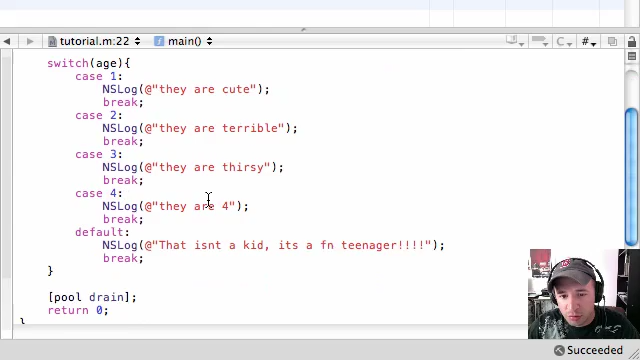 tutorial.m:22 main() C #
switch(age){
case 1:
NSLog(@"they are cute");
break;
case 2:
NSLog(@"they are terrible");
break;
case 3:
NSLog(@"they are thirsy");
break;
case 4:
NSLog(@"they are 4");
break;
default:
NSLog(@"That isnt a kid, its a fn teenager!!!!");
break;
}
[pool drain];
return 0;
}
Succeeded